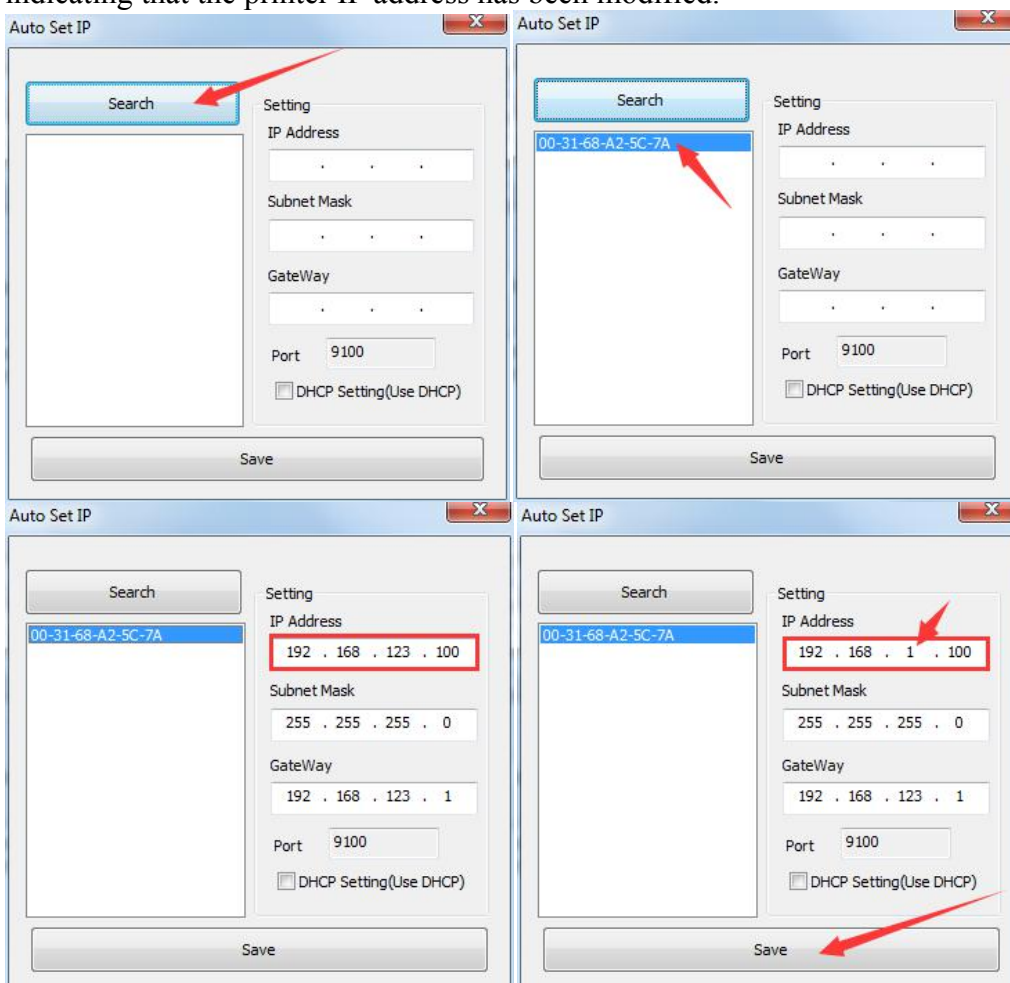 indicating that the printer IP address has been modified.
Auto Set IP
X
Search
Setting
IP Address
. . .
Subnet Mask
. . .
GateWay
. . .
Port 9100
DHCP Setting(Use DHCP)
Save
Auto Set IP
X
Search
00-31-68-A2-5C-7A
Setting
IP Address
. . .
Subnet Mask
. . .
GateWay
. . .
Port 9100
DHCP Setting(Use DHCP)
Save
Auto Set IP
X
Search
00-31-68-A2-5C-7A
Setting
IP Address
192 . 168 . 123 . 100
Subnet Mask
255 . 255 . 255 . 0
GateWay
192 . 168 . 123 . 1
Port 9100
DHCP Setting(Use DHCP)
Save
Auto Set IP
X
Search
00-31-68-A2-5C-7A
Setting
IP Address
192 . 168 . 1 . 100
Subnet Mask
255 . 255 . 255 . 0
GateWay
192 . 168 . 123 . 1
Port 9100
DHCP Setting(Use DHCP)
Save